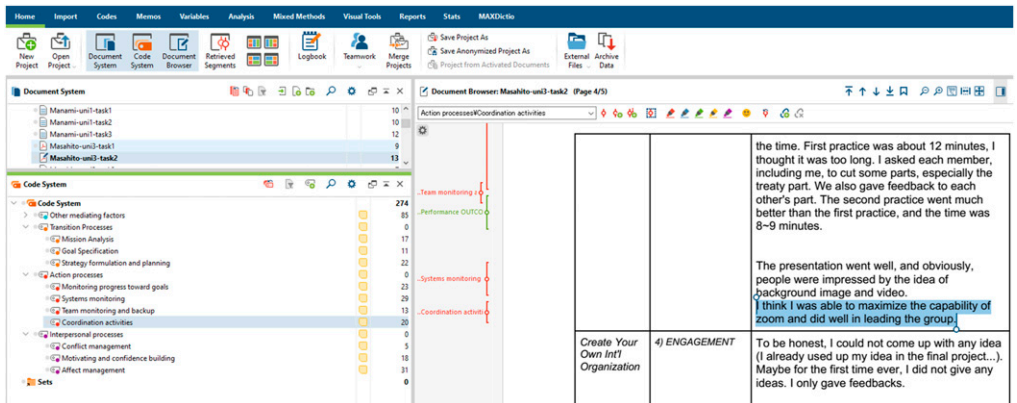 Home Import Codes Memos Variables Analysis Mixed Methods Visual Tools Reports Stats MAXDictio
New Project
Open Project
Document System
Code System
Document Browser
Retrieved Segments
Logbook
Teamwork
Merge Projects
Save Project As
Save Anonymized Project As
Project from Activated Documents
External Files
Archive Data
Document System
Manami-uni1-task1 10
Manami-uni1-task2 10
Manami-uni1-task3 12
Masahito-uni3-task1 9
Masahito-uni3-task2 13
Code System
Code System 274
Other mediating factors 85
Transition Processes 0
Mission Analysis 17
Goal Specification 11
Strategy formulation and planning 22
Action processes 0
Monitoring progress toward goals 23
Systems monitoring 29
Team monitoring and backup 13
Coordination activities 20
Interpersonal processes 0
Conflict management 5
Motivating and confidence building 18
Affect management 31
Sets 0
Document Browser: Masahito-uni3-task2 (Page 4/5)
Action processes¥Coordination activities
..Team monitoring a
..Performance OUTCO
..Systems monitoring
..Coordination activiti
the time. First practice was about 12 minutes, I
thought it was too long. I asked each member,
including me, to cut some parts, especially the
treaty part. We also gave feedback to each
other's part. The second practice went much
better than the first practice, and the time was
8~9 minutes.
The presentation went well, and obviously,
people were impressed by the idea of
background image and video.
I think I was able to maximize the capability of
zoom and did well in leading the group.
Create Your
Own Int'l
Organization
4) ENGAGEMENT
To be honest, I could not come up with any idea
(I already used up my idea in the final project...).
Maybe for the first time ever, I did not give any
ideas. I only gave feedbacks.